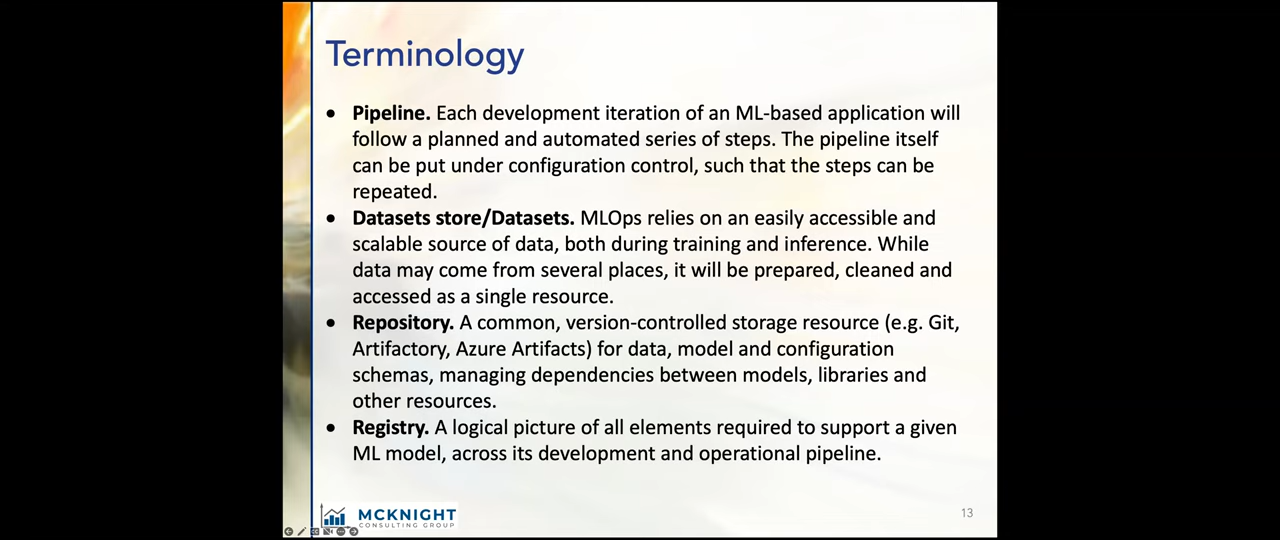 Terminology
• Pipeline. Each development iteration of an ML-based application will
follow a planned and automated series of steps. The pipeline itself
can be put under configuration control, such that the steps can be
repeated.
• Datasets store/Datasets. MLOps relies on an easily accessible and
scalable source of data, both during training and inference. While
data may come from several places, it will be prepared, cleaned and
accessed as a single resource.
• Repository. A common, version-controlled storage resource (e.g. Git,
Artifactory, Azure Artifacts) for data, model and configuration
schemas, managing dependencies between models, libraries and
other resources.
• Registry. A logical picture of all elements required to support a given
ML model, across its development and operational pipeline.
MCKNIGHT
CONSULTING GROUP
13